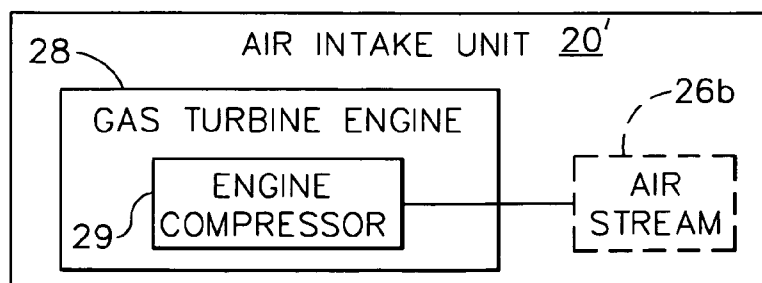 AIR INTAKE UNIT 20'
28
GAS TURBINE ENGINE
26b
ENGINE
COMPRESSOR
29
AIR
STREAM